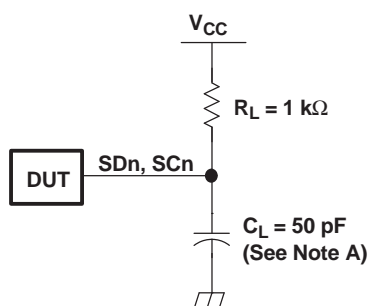 VCC
RL = 1 kΩ
SDn, SCn
DUT
CL = 50 pF
(See Note A)